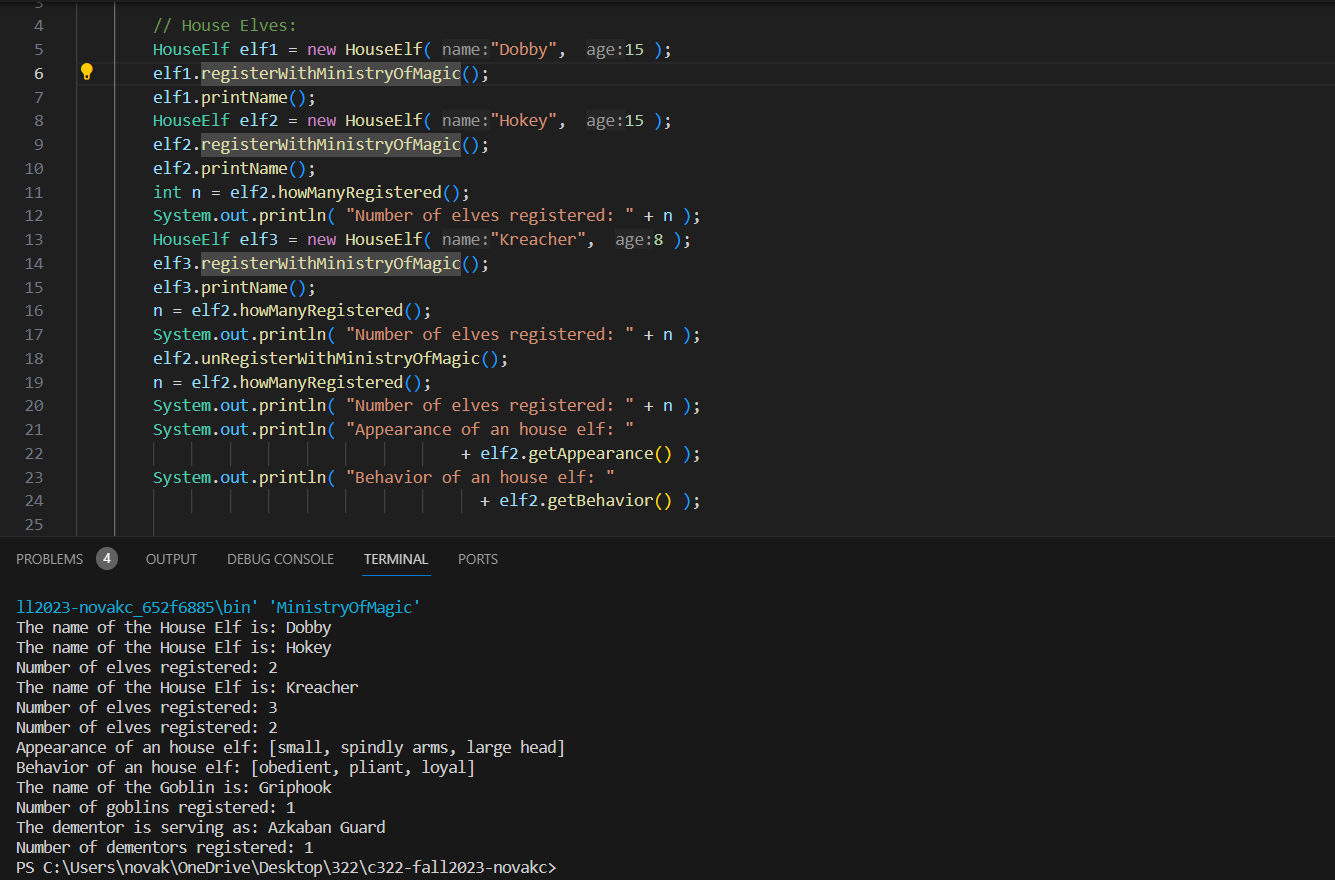 3
4 // House Elves:
5 HouseElf elf1 = new HouseElf( name:"Dobby", age:15 );
6 elf1.registerWithMinistryOfMagic();
7 elf1.printName();
8 HouseElf elf2 = new HouseElf( name:"Hokey", age:15 );
9 elf2.registerWithMinistryOfMagic();
10 elf2.printName();
11 int n = elf2.howManyRegistered();
12 System.out.println( "Number of elves registered: " + n );
13 HouseElf elf3 = new HouseElf( name:"Kreacher", age:8 );
14 elf3.registerWithMinistryOfMagic();
15 elf3.printName();
16 n = elf2.howManyRegistered();
17 System.out.println( "Number of elves registered: " + n );
18 elf2.unRegisterWithMinistryOfMagic();
19 n = elf2.howManyRegistered();
20 System.out.println( "Number of elves registered: " + n );
21 System.out.println( "Appearance of an house elf: "
22 + elf2.getAppearance() );
23 System.out.println( "Behavior of an house elf: "
24 + elf2.getBehavior() );
25
PROBLEMS 4 OUTPUT DEBUG CONSOLE TERMINAL PORTS
ll2023-novakc_652f6885\bin' 'MinistryOfMagic'
The name of the House Elf is: Dobby
The name of the House Elf is: Hokey
Number of elves registered: 2
The name of the House Elf is: Kreacher
Number of elves registered: 3
Number of elves registered: 2
Appearance of an house elf: [small, spindly arms, large head]
Behavior of an house elf: [obedient, pliant, loyal]
The name of the Goblin is: Griphook
Number of goblins registered: 1
The dementor is serving as: Azkaban Guard
Number of dementors registered: 1
PS C:\Users\novak\OneDrive\Desktop\322\c322-fall2023-novakc>